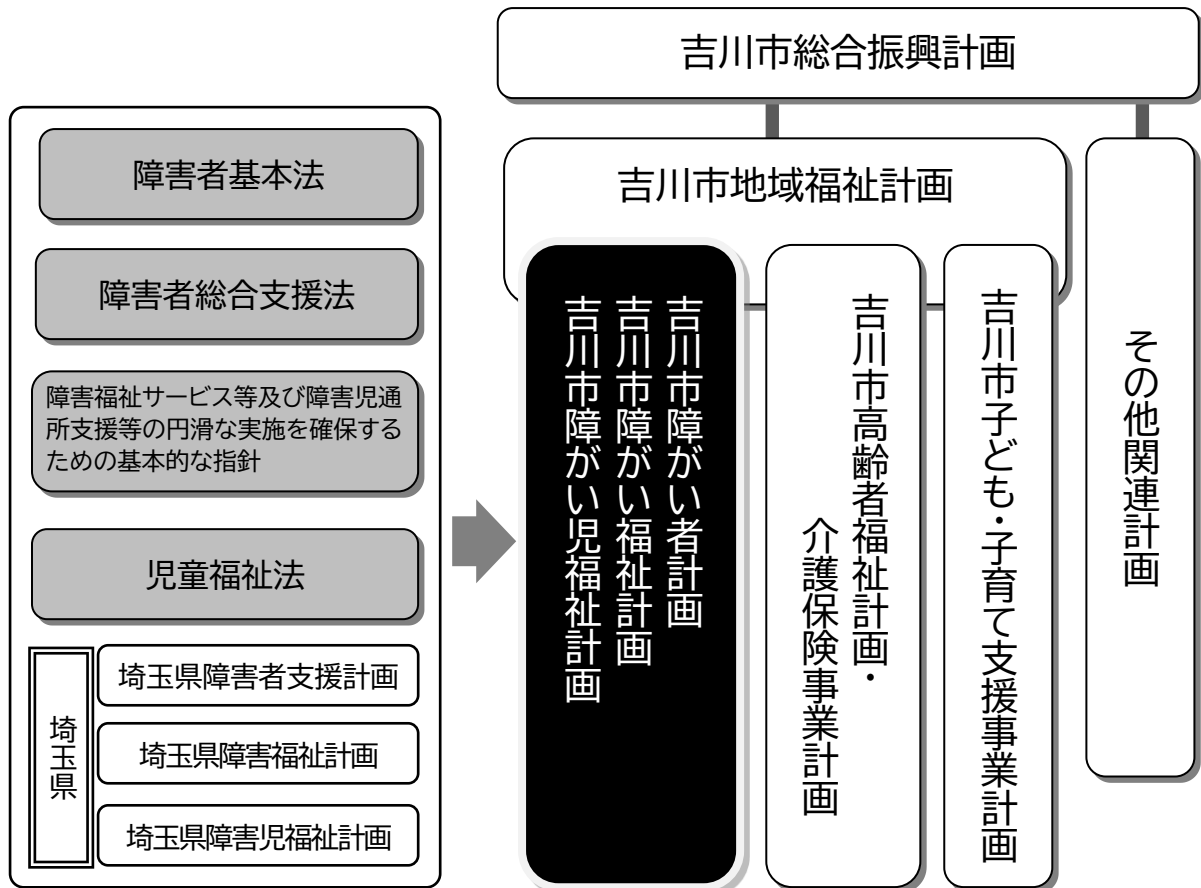 吉川市総合振興計画
障害者基本法
障害者総合支援法
障害福祉サービス等及び障害児通
所支援等の円滑な実施を確保する
ための基本的な指針
児童福祉法
埼玉県
埼玉県障害者支援計画
埼玉県障害福祉計画
埼玉県障害児福祉計画
吉川市地域福祉計画
吉川市障がい者計画
吉川市障がい福祉計画
吉川市障がい児福祉計画
吉川市高齢者福祉計画・
介護保険事業計画
吉川市子ども・子育て支援事業計画
その他関連計画